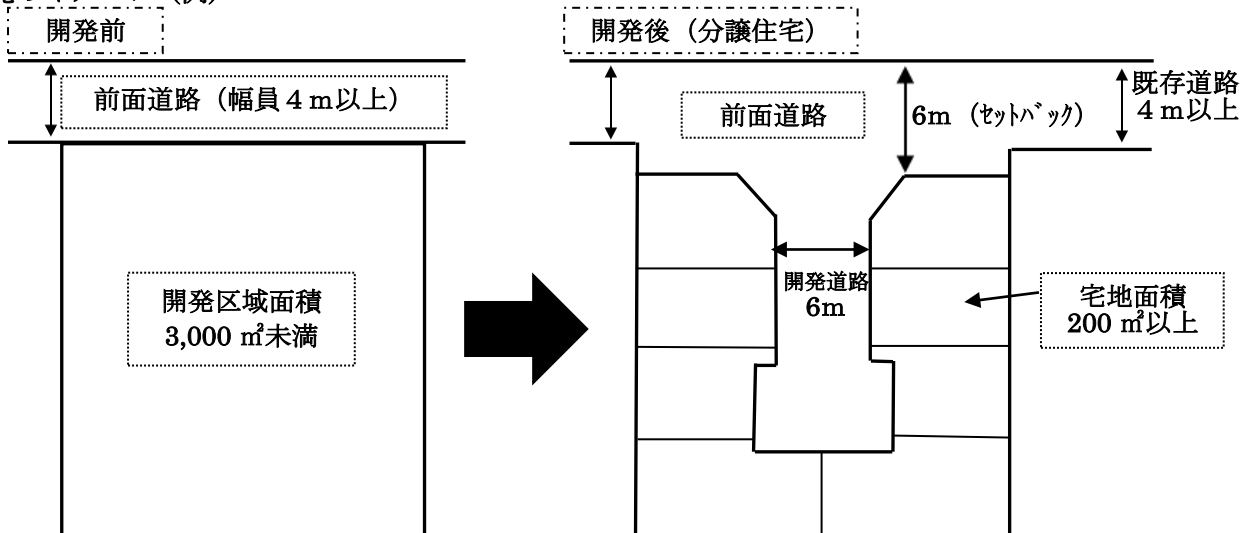 開発前
前面道路（幅員４ｍ以上）
開発区域面積
3,000 ㎡未満
開発後（分譲住宅）
前面道路
6m（ｾｯﾄﾊﾞｯｸ）
既存道路
４ｍ以上
開発道路
6m
宅地面積
200 ㎡以上